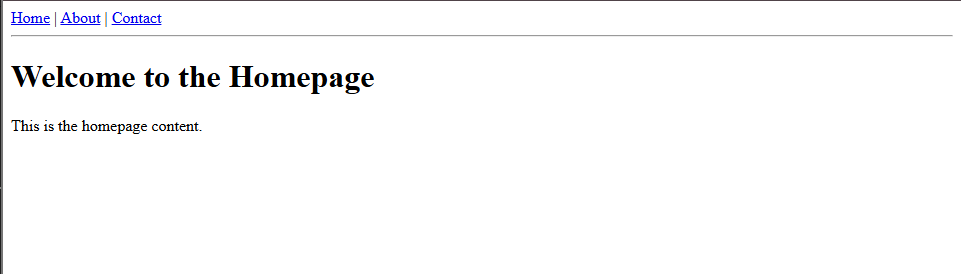 Home | About | Contact
Welcome to the Homepage
This is the homepage content.